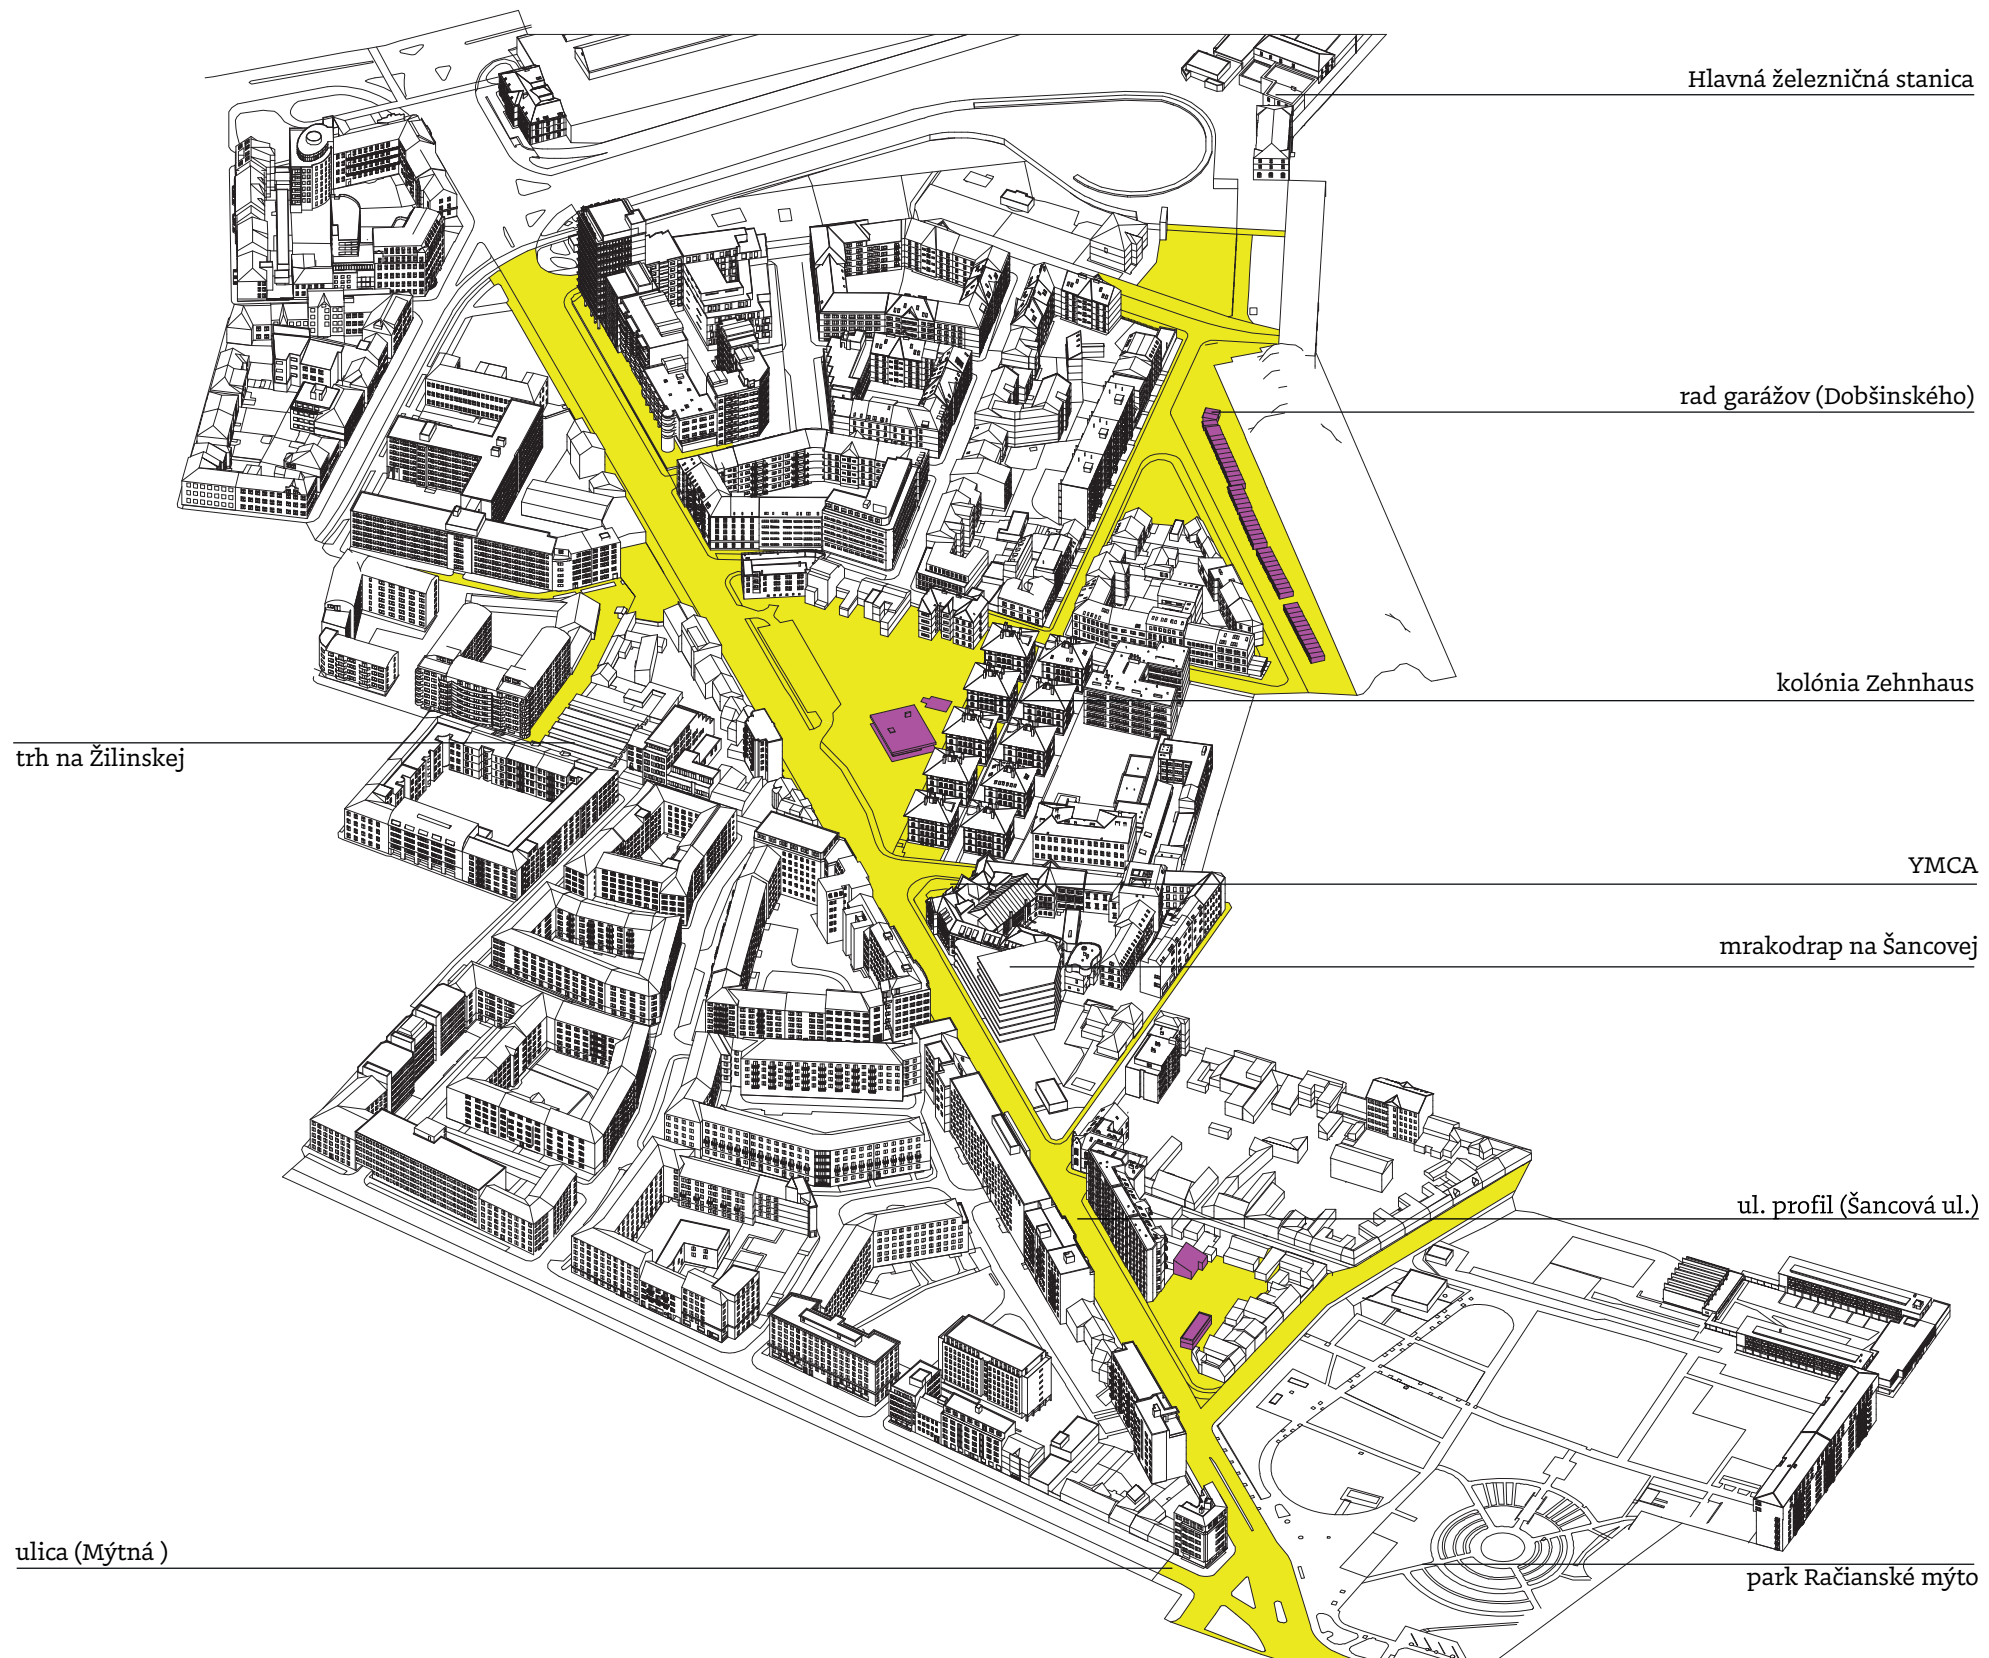 Hlavná železničná stanica
rad garážov (Dobšinského)
kolónia Zehnhaus
trh na Žilinskej
YMCA
mrakodrap na Šancovej
ul. profil (Šancová ul.)
ulica (Mýtná )
park Račianské mýto